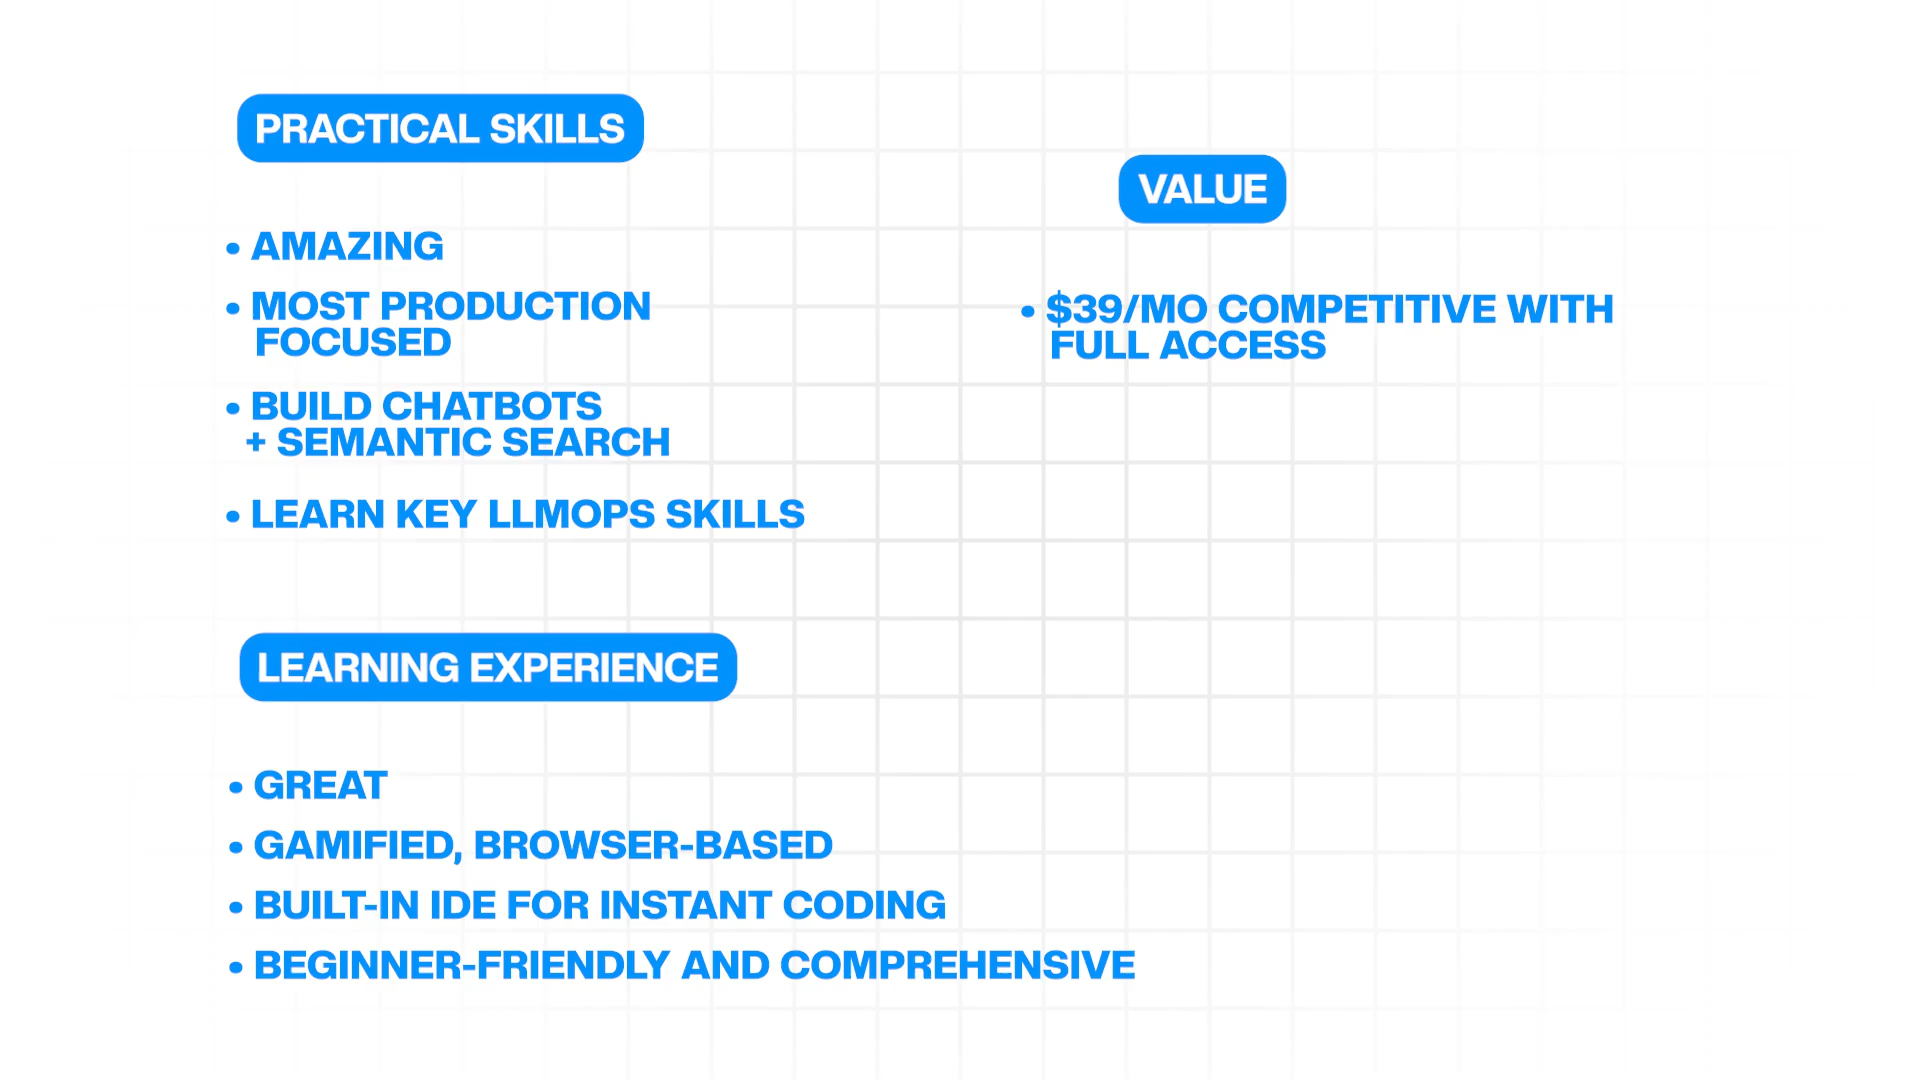 PRACTICAL SKILLS
• AMAZING
• MOST PRODUCTION
FOCUSED
• BUILD CHATBOTS
+ SEMANTIC SEARCH
• LEARN KEY LLMOPS SKILLS
VALUE
• $39/MO COMPETITIVE WITH
FULL ACCESS
LEARNING EXPERIENCE
• GREAT
• GAMIFIED, BROWSER-BASED
• BUILT-IN IDE FOR INSTANT CODING
• BEGINNER-FRIENDLY AND COMPREHENSIVE